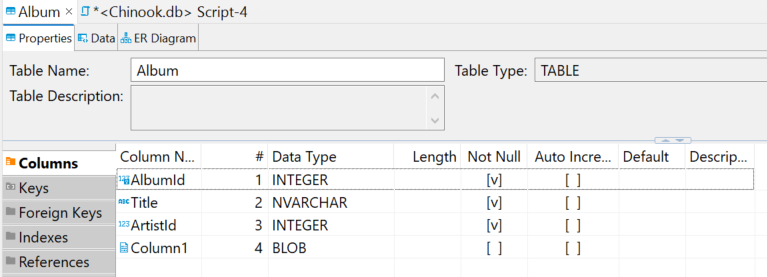 Album × *<Chinook.db> Script-4
Properties Data ER Diagram
Table Name: Album Table Type: TABLE
Table Description:
Columns
Keys
Foreign Keys
Indexes
References
Column N... # Data Type Length Not Null Auto Incre... Default Descrip...
123 AlbumId 1 INTEGER [v] [ ]
ABC Title 2 NVARCHAR [v] [ ]
123 ArtistId 3 INTEGER [v] [ ]
Column1 4 BLOB [ ] [ ]